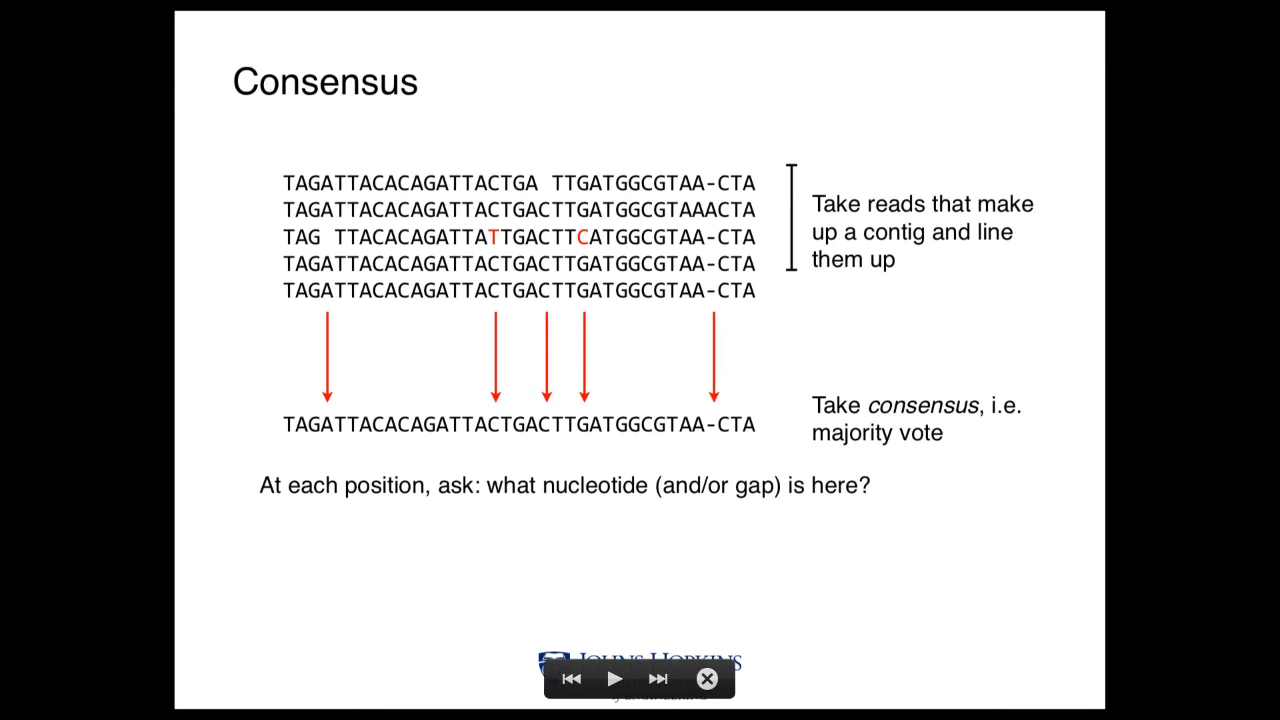 Consensus
TAGATTACACAGATTACTGA TTGATGGCGTAA-CTA
TAGATTACACAGATTACTGACTTGATGGCGTAAACTA
TAG TTACACAGATTATTGACTTCATGGCGTAA-CTA
TAGATTACACAGATTACTGACTTGATGGCGTAA-CTA
TAGATTACACAGATTACTGACTTGATGGCGTAA-CTA
Take reads that make
up a contig and line
them up
TAGATTACACAGATTACTGACTTGATGGCGTAA-CTA
Take consensus, i.e.
majority vote
At each position, ask: what nucleotide (and/or gap) is here?
JOHNS HOPKINS